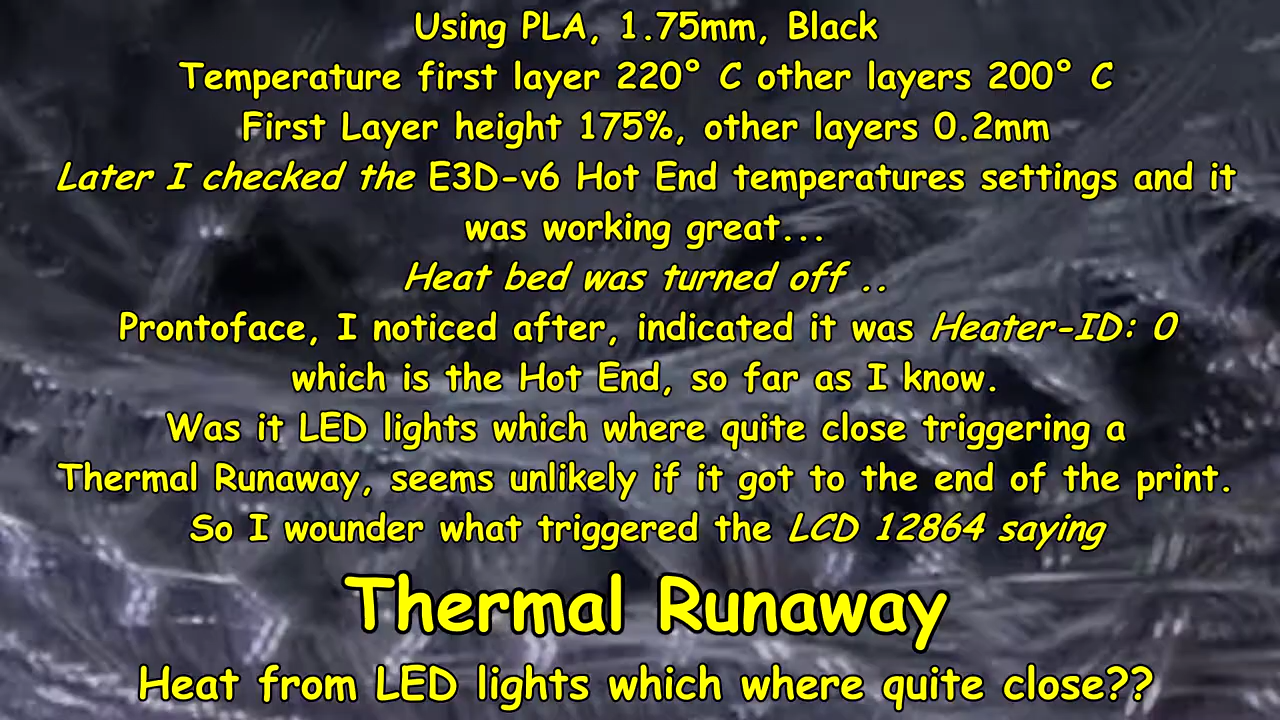 Using PLA, 1.75mm, Black
Temperature first layer 220° C other layers 200° C
First Layer height 175%, other layers 0.2mm
Later I checked the E3D-v6 Hot End temperatures settings and it
was working great...
Heat bed was turned off ..
Prontoface, I noticed after, indicated it was Heater-ID: 0
which is the Hot End, so far as I know.
Was it LED lights which where quite close triggering a
Thermal Runaway, seems unlikely if it got to the end of the print.
So I wounder what triggered the LCD 12864 saying
Thermal Runaway
Heat from LED lights which where quite close??